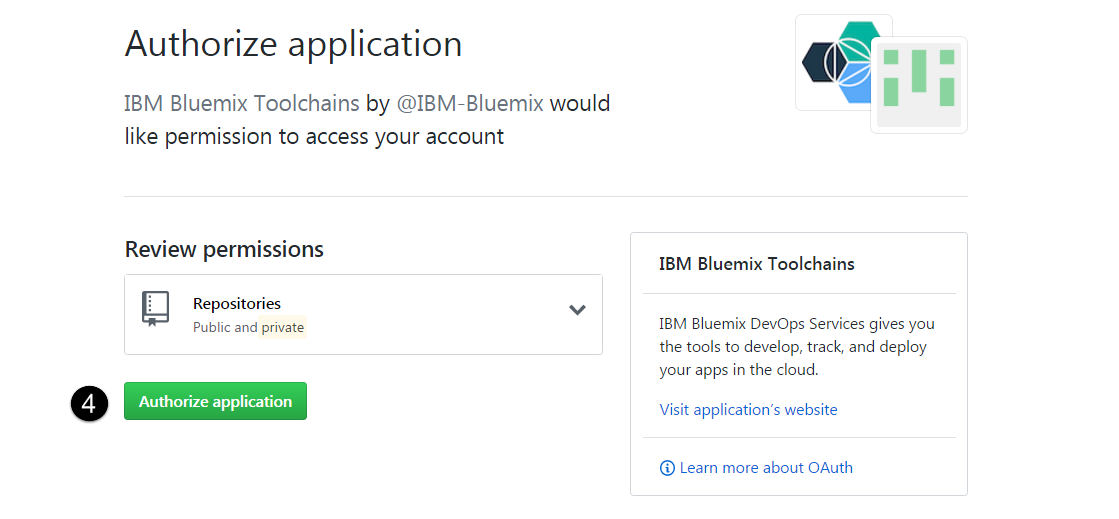 Authorize application
IBM Bluemix Toolchains by @IBM-Bluemix would
like permission to access your account
Review permissions
Repositories
Public and private
4
Authorize application
IBM Bluemix Toolchains
IBM Bluemix DevOps Services gives you
the tools to develop, track, and deploy
your apps in the cloud.
Visit application's website
Learn more about OAuth